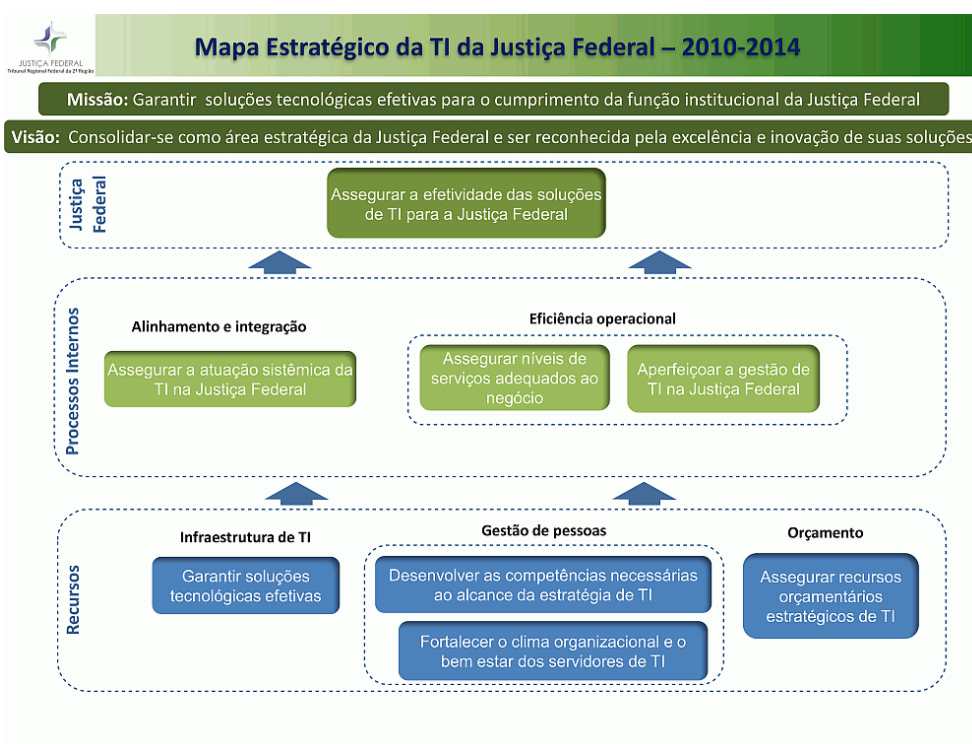 JUSTIÇA FEDERAL
Tribunal Regional Federal da 2ª Região
Mapa Estratégico da TI da Justiça Federal – 2010-2014
Missão: Garantir soluções tecnológicas efetivas para o cumprimento da função institucional da Justiça Federal
Visão: Consolidar-se como área estratégica da Justiça Federal e ser reconhecida pela excelência e inovação de suas soluções
Justiça
Federal
Assegurar a efetividade das soluções
de TI para a Justiça Federal
Processos Internos
Alinhamento e integração
Assegurar a atuação sistêmica da
TI na Justiça Federal
Eficiência operacional
Assegurar níveis de
serviços adequados ao
negócio
Aperfeiçoar a gestão de
TI na Justiça Federal
Recursos
Infraestrutura de TI
Garantir soluções
tecnológicas efetivas
Gestão de pessoas
Desenvolver as competências necessárias
ao alcance da estratégia de TI
Fortalecer o clima organizacional e o
bem estar dos servidores de TI
Orçamento
Assegurar recursos
orçamentários
estratégicos de TI